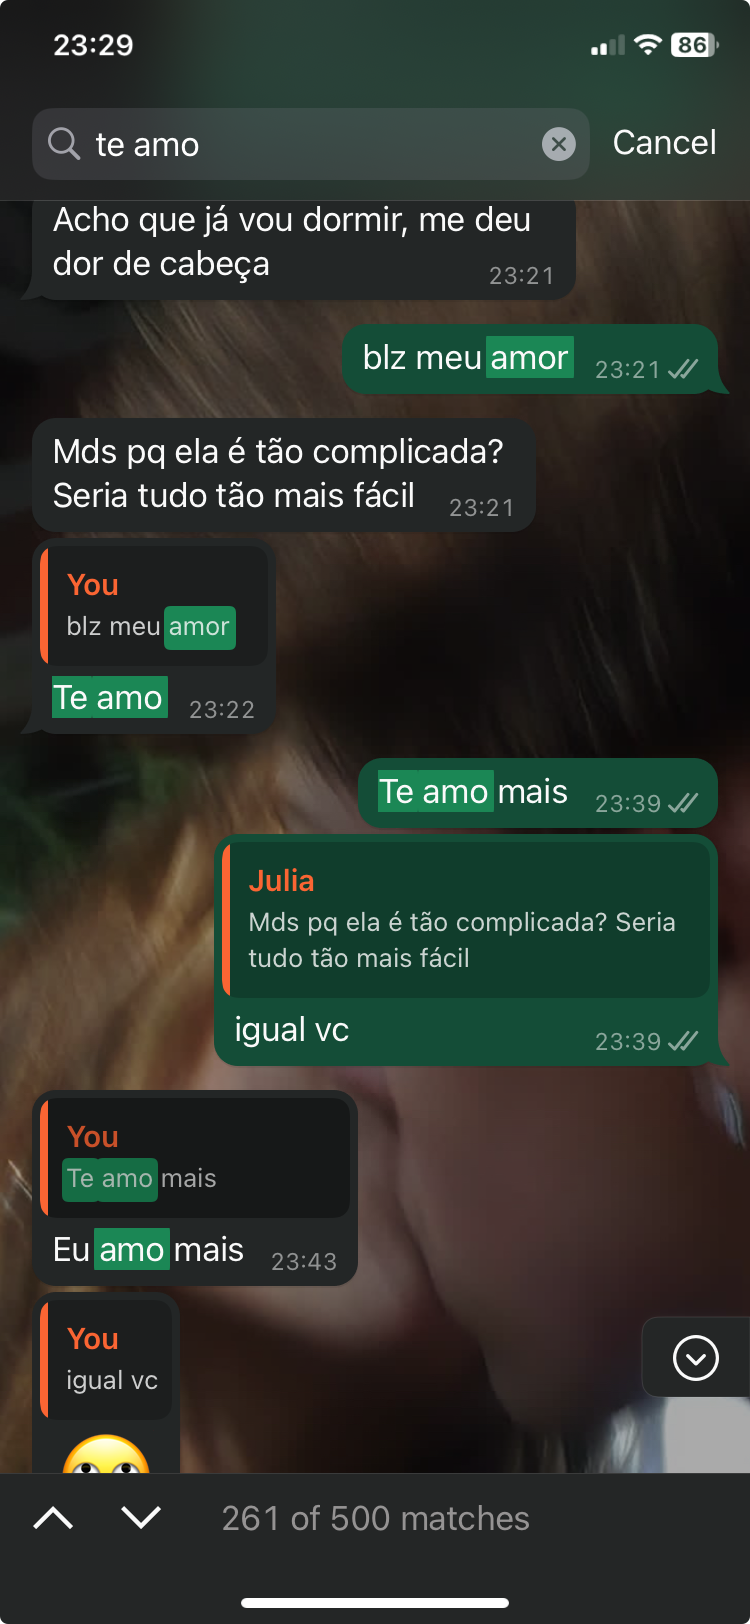 23:29
86
te amo
Cancel
Acho que já vou dormir, me deu
dor de cabeça
23:21
blz meu amor
23:21
Mds pq ela é tão complicada?
Seria tudo tão mais fácil
23:21
You
blz meu amor
Te amo
23:22
Te amo mais
23:39
Julia
Mds pq ela é tão complicada? Seria
tudo tão mais fácil
igual vc
23:39
You
Te amo mais
Eu amo mais
23:43
You
igual vc
261 of 500 matches